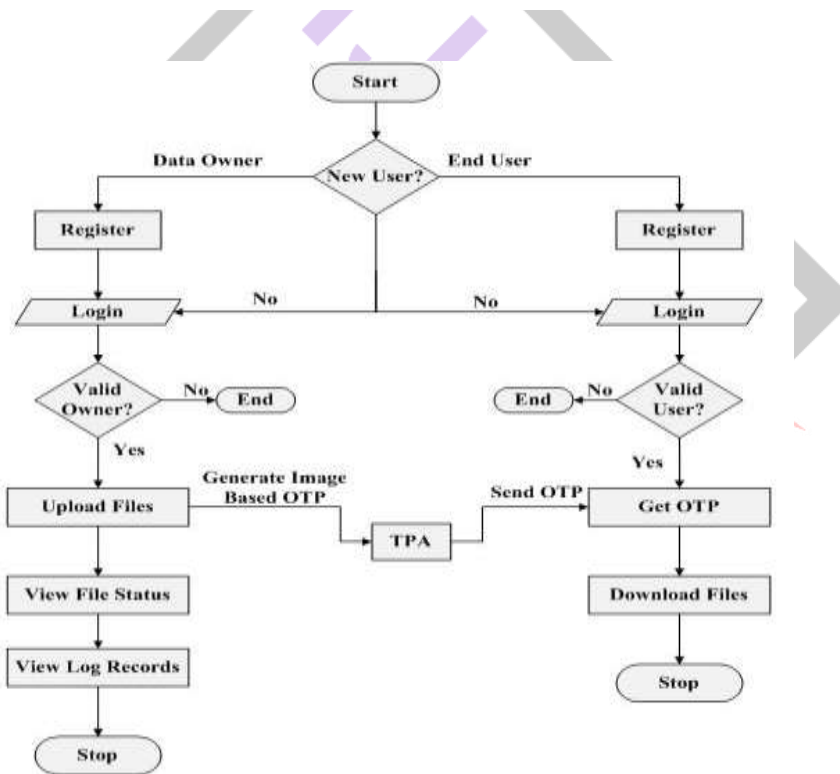 Start
Data Owner
New User?
End User
Register
Register
Login
No
No
Login
Valid
Owner?
No
End
End
No
Valid
User?
Yes
Yes
Generate Image
Based OTP
Send OTP
Upload Files
TPA
Get OTP
View File Status
Download Files
View Log Records
Stop
Stop